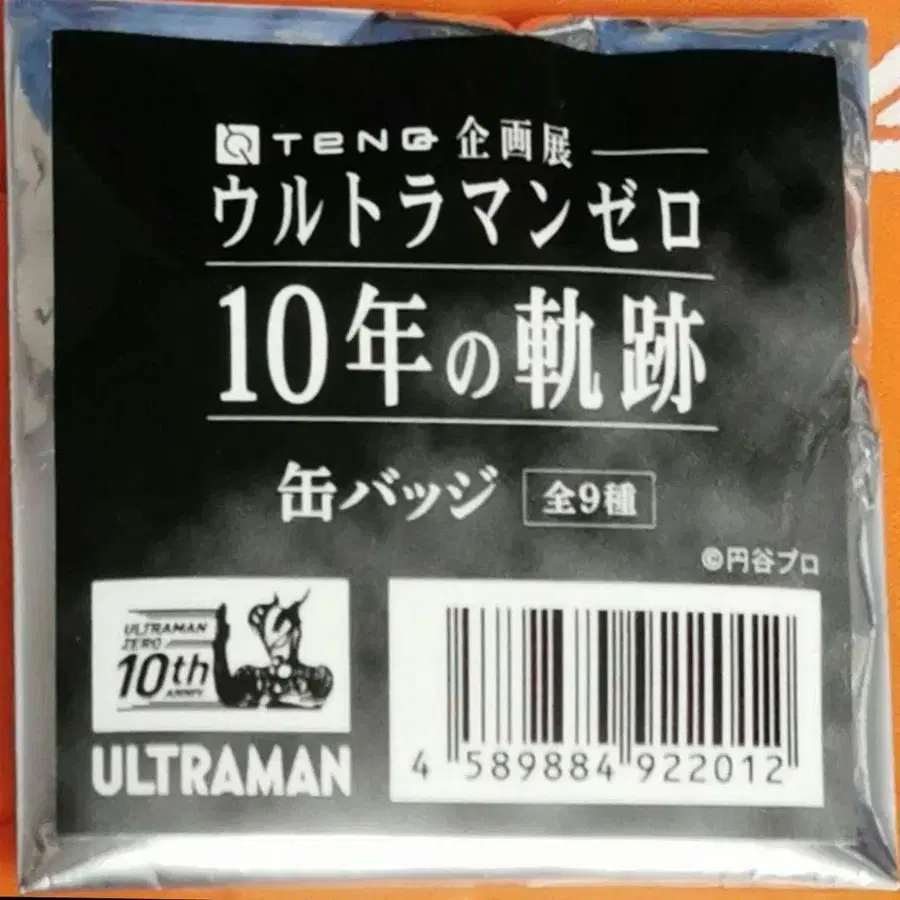 TENQ 企画展
ウルトラマンゼロ
10年の軌跡
缶バッジ 全9種
©円谷プロ
ULTRAMAN
ZERO
10th
ANNIV.
ULTRAMAN
4 589884 922012